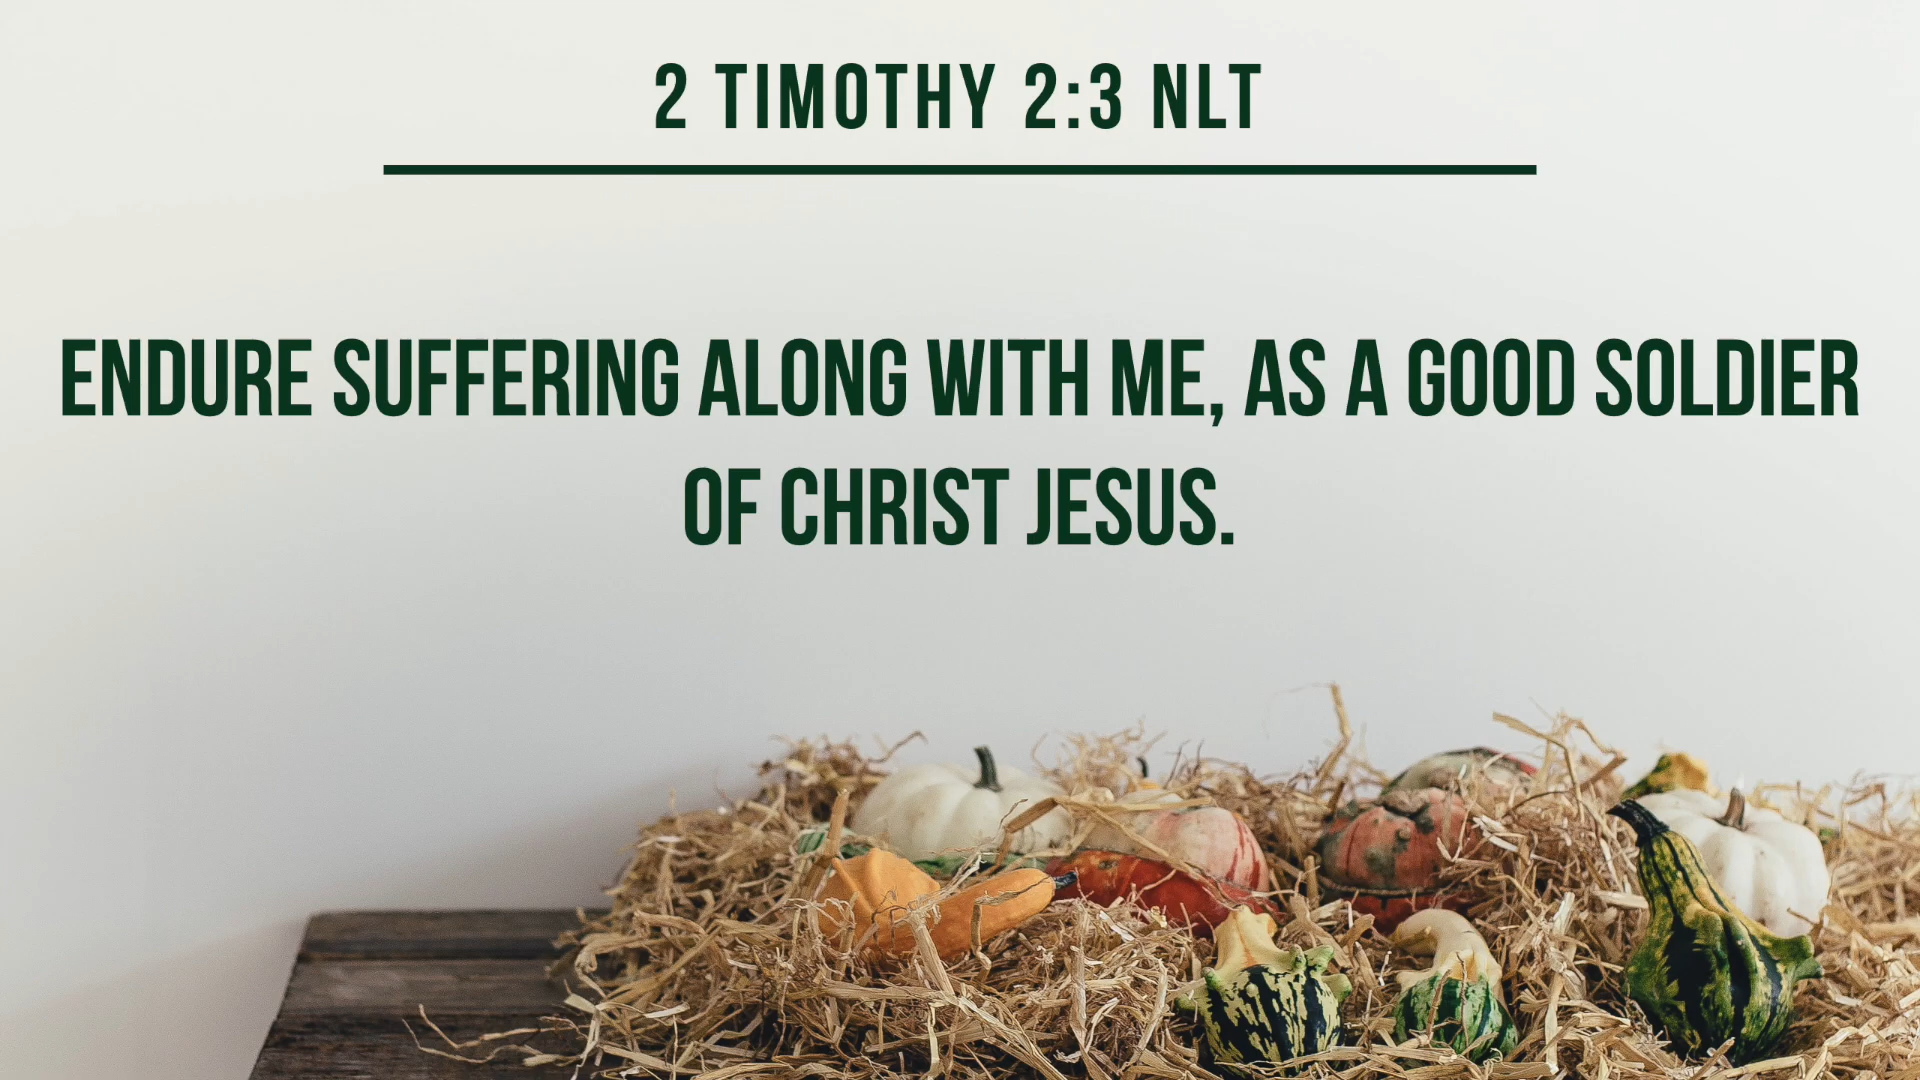 2 TIMOTHY 2:3 NLT
ENDURE SUFFERING ALONG WITH ME, AS A GOOD SOLDIER
OF CHRIST JESUS.